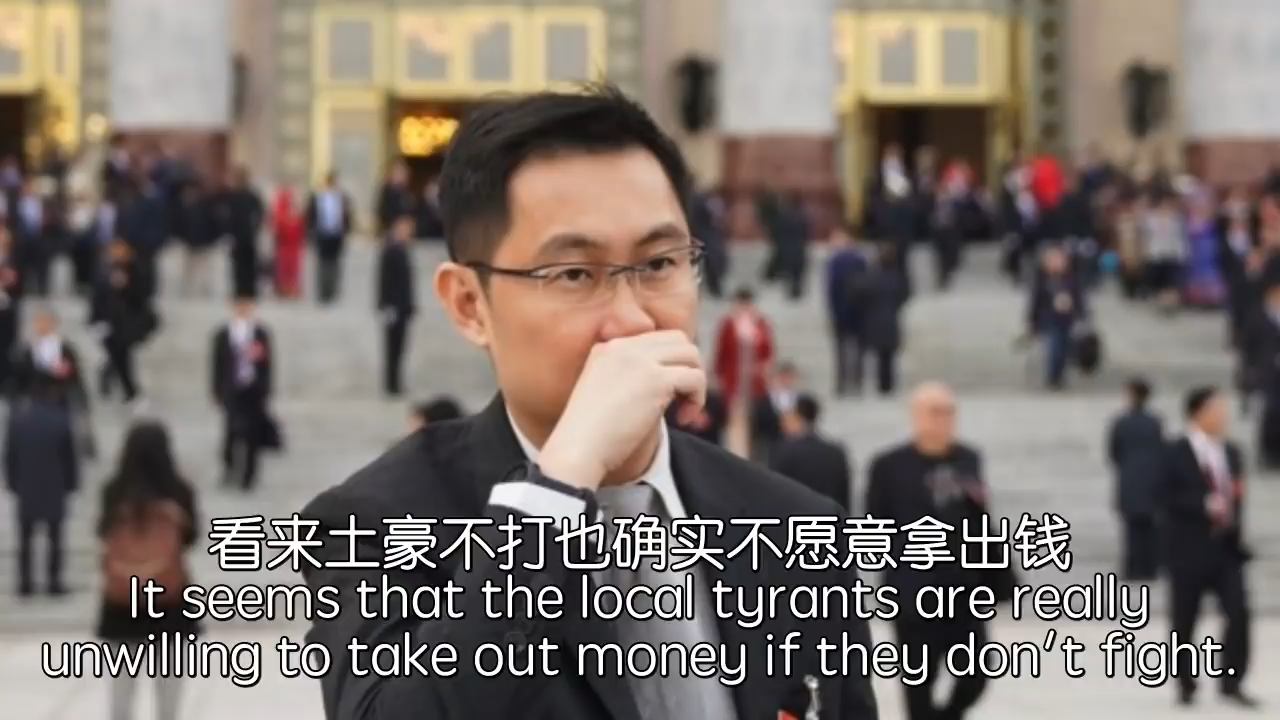 看来土豪不打也确实不愿意拿出钱
It seems that the local tyrants are really
unwilling to take out money if they don't fight.